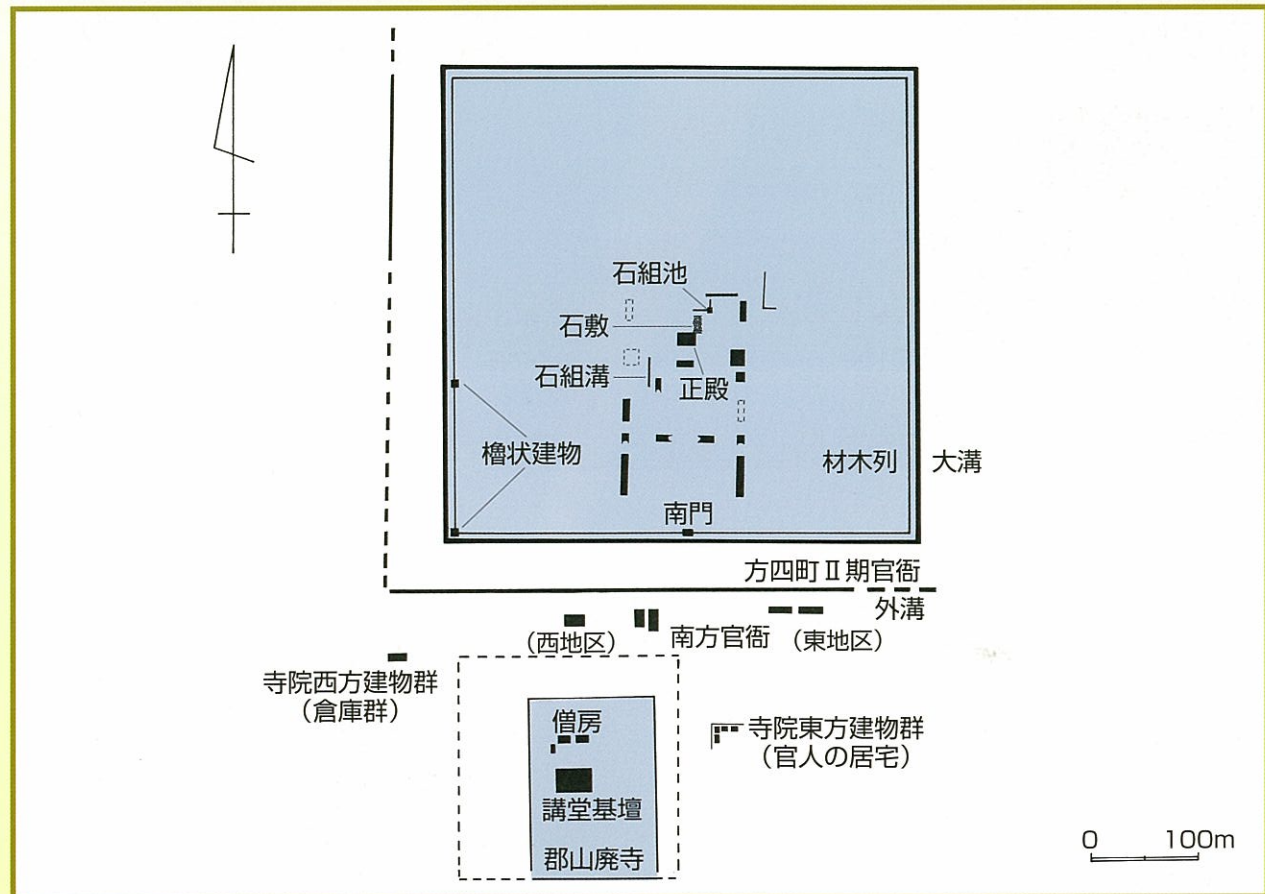 石組池
石敷
石組溝
正殿
櫓状建物
材木列
大溝
南門
方四町Ⅱ期官衙
外溝
(西地区)
南方官衙
(東地区)
寺院西方建物群
(倉庫群)
僧房
寺院東方建物群
(官人の居宅)
講堂基壇
郡山廃寺
0 100m